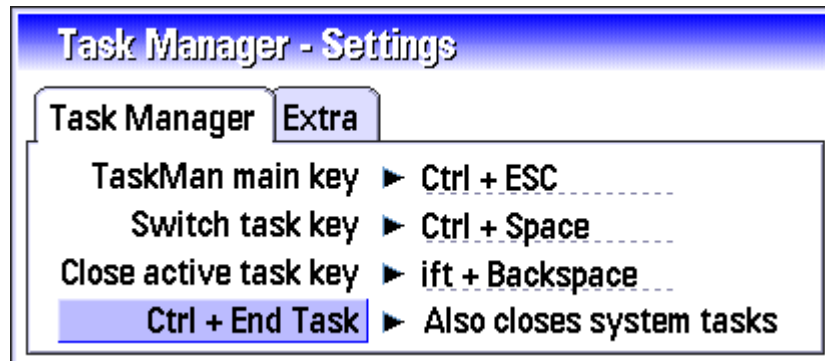 Task Manager - Settings
Task Manager Extra
TaskMan main key ► Ctrl + ESC
Switch task key ► Ctrl + Space
Close active task key ► ift + Backspace
Ctrl + End Task ► Also closes system tasks